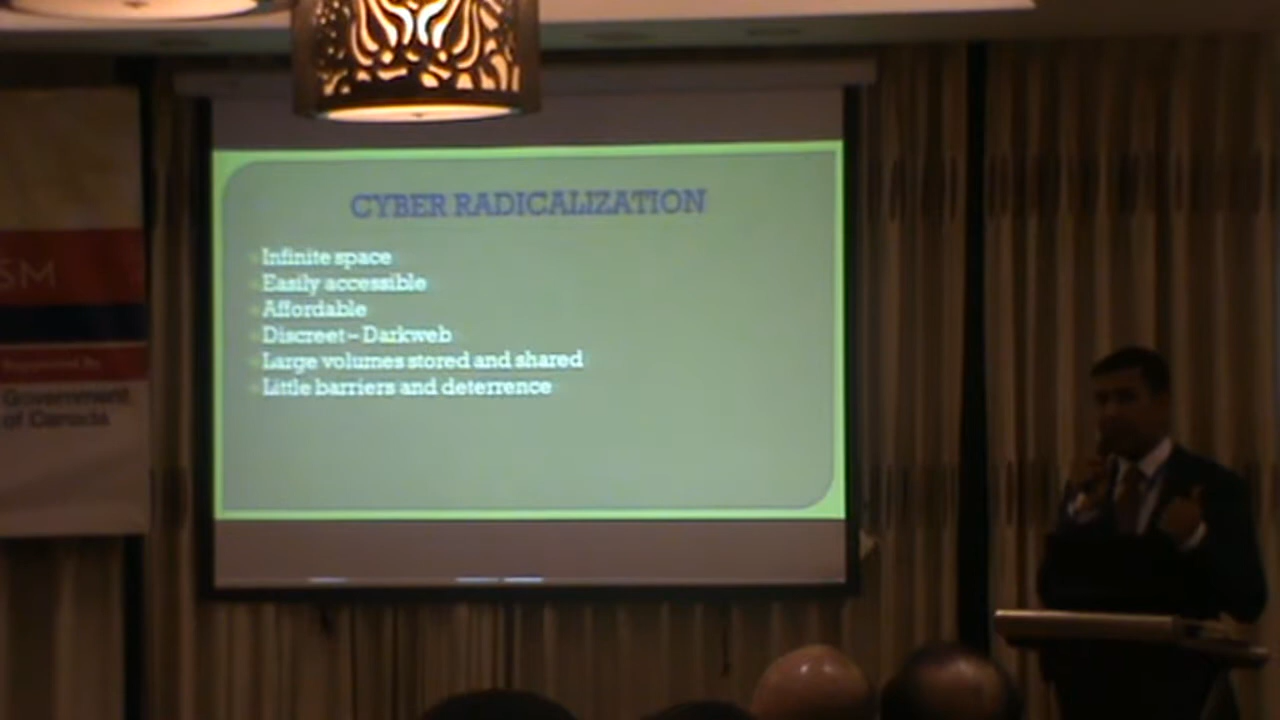 CYBER RADICALIZATION
Infinite space
Easily accessible
Affordable
Discreet – Darkweb
Large volumes stored and shared
Little barriers and deterrence
SM
Government
of Canada